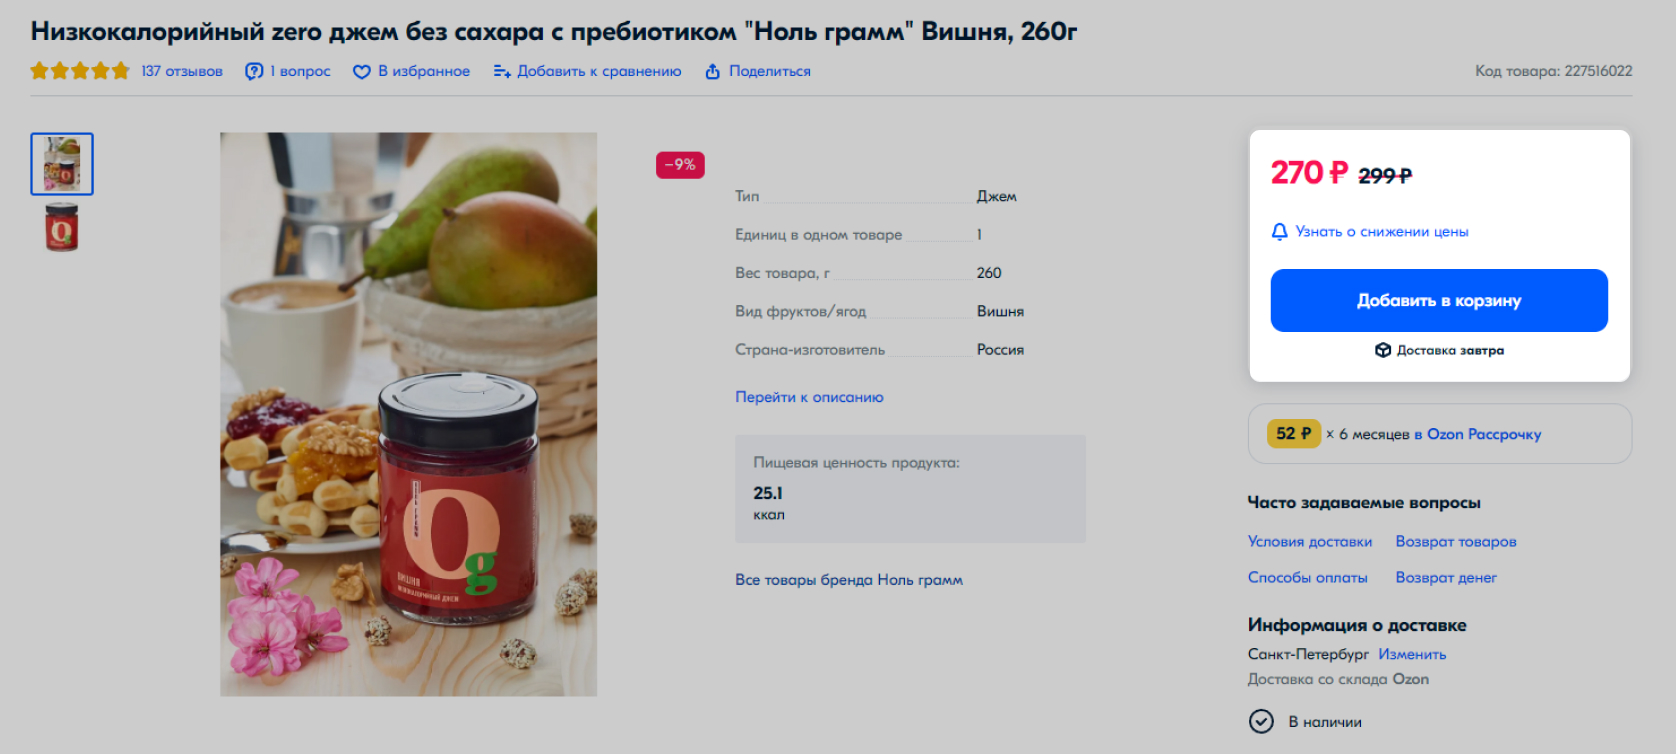 Низкокалорийный zero джем без сахара с пребиотиком "Ноль грамм" Вишня, 260г
137 отзывов 1 вопрос В избранное Добавить к сравнению Поделиться Код товара: 227516022
–9%
Тип Джем
Единиц в одном товаре 1
Вес товара, г 260
Вид фруктов/ягод Вишня
Страна-изготовитель Россия
Перейти к описанию
Пищевая ценность продукта:
25.1
ккал
Все товары бренда Ноль грамм
0g
ВИШНЯ
НИЗКОКАЛОРИЙНЫЙ ДЖЕМ
270 ₽ 299 ₽
Узнать о снижении цены
Добавить в корзину
Доставка завтра
52 ₽ × 6 месяцев в Ozon Рассрочку
Часто задаваемые вопросы
Условия доставки Возврат товаров
Способы оплаты Возврат денег
Информация о доставке
Санкт-Петербург Изменить
Доставка со склада Ozon
В наличии